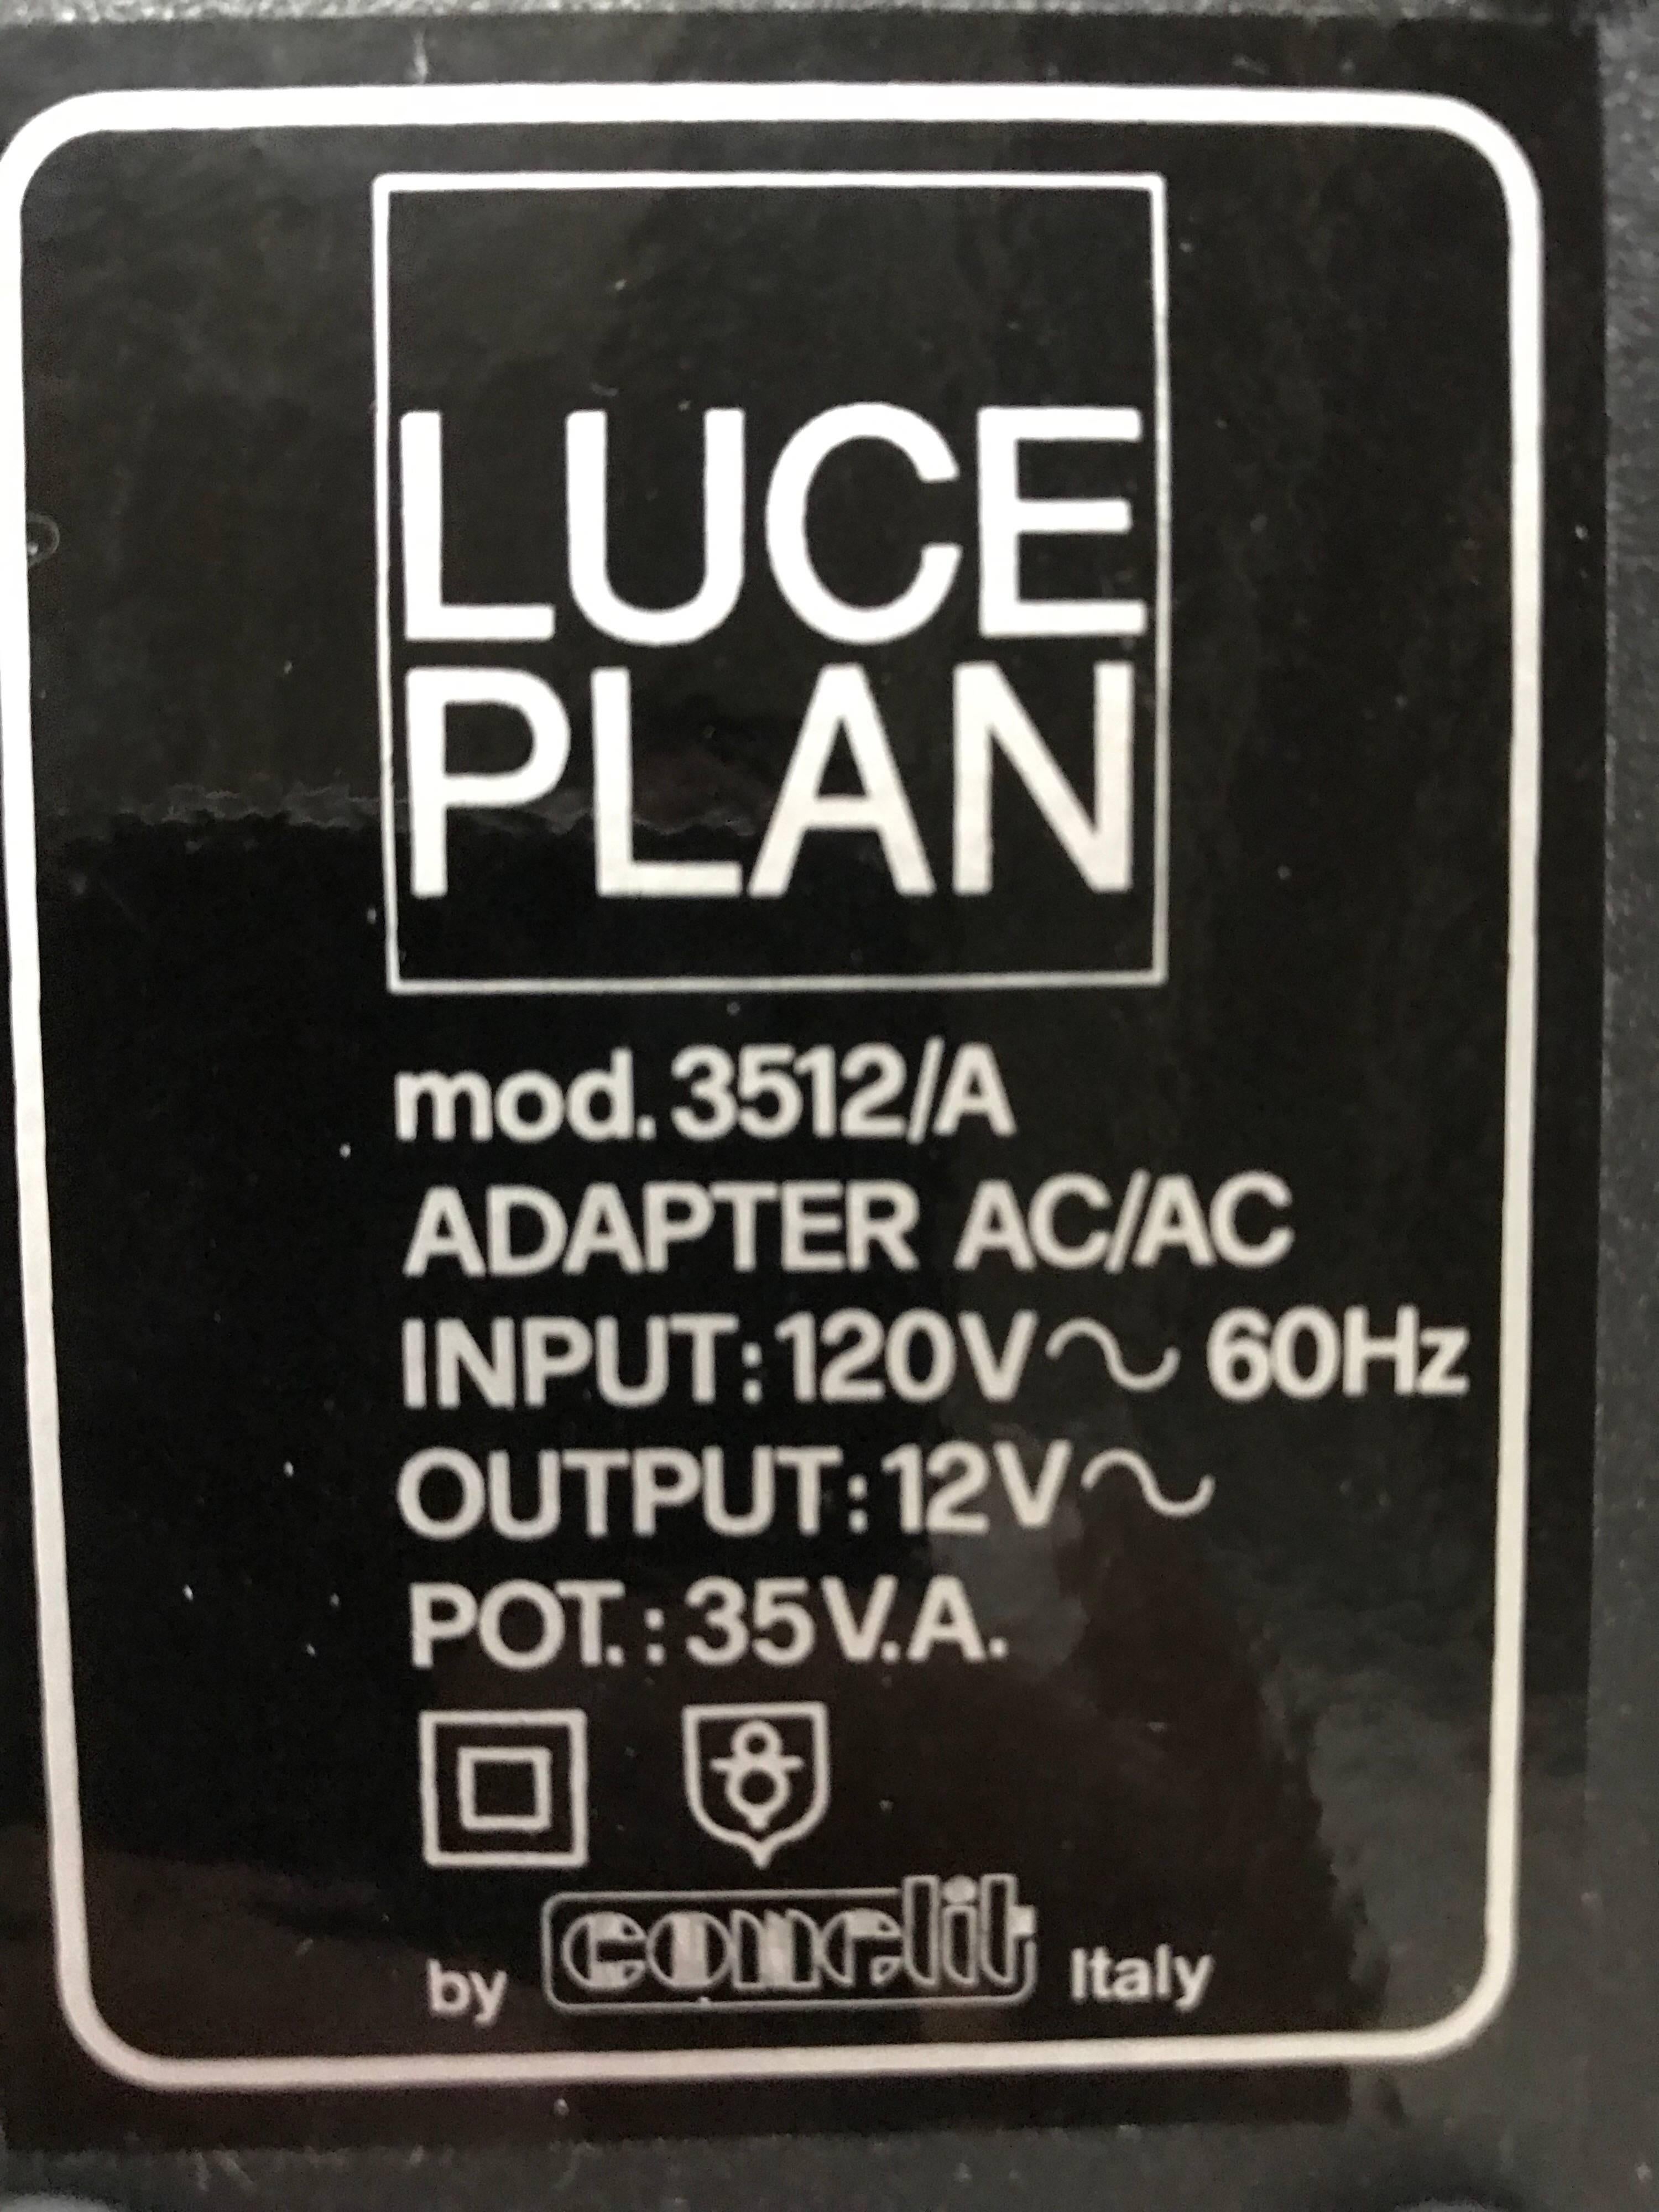 LUCE
PLAN
mod. 3512/A
ADAPTER AC/AC
INPUT: 120V~ 60Hz
OUTPUT: 12V~
POT.: 35 V.A.
by comelit Italy